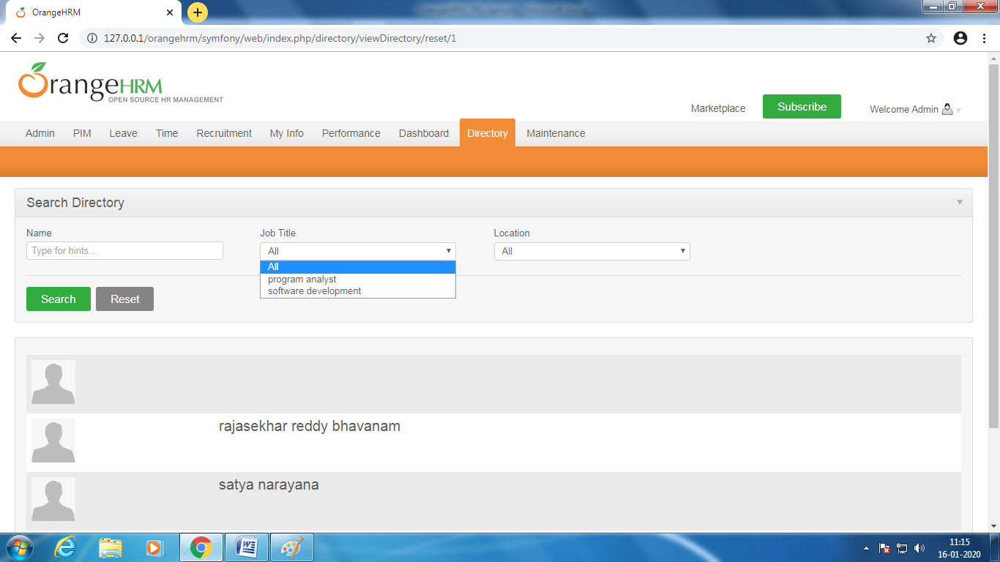 OrangeHRM
127.0.0.1/orangehrm/symfony/web/index.php/directory/viewDirectory/reset/1
OrangeHRM
OPEN SOURCE HR MANAGEMENT
Marketplace
Subscribe
Welcome Admin
Admin PIM Leave Time Recruitment My Info Performance Dashboard Directory Maintenance
Search Directory
Name Job Title Location
Type for hints... All All
All
program analyst
software development
Search Reset
rajasekhar reddy bhavanam
satya narayana
11:15
16-01-2020